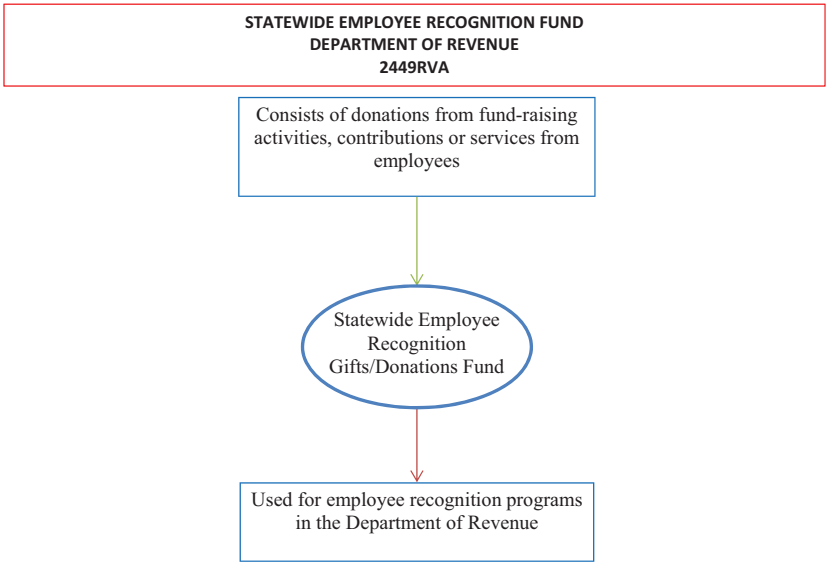 STATEWIDE EMPLOYEE RECOGNITION FUND
DEPARTMENT OF REVENUE
2449RVA
Consists of donations from fund-raising
activities, contributions or services from
employees
Statewide Employee
Recognition
Gifts/Donations Fund
Used for employee recognition programs
in the Department of Revenue